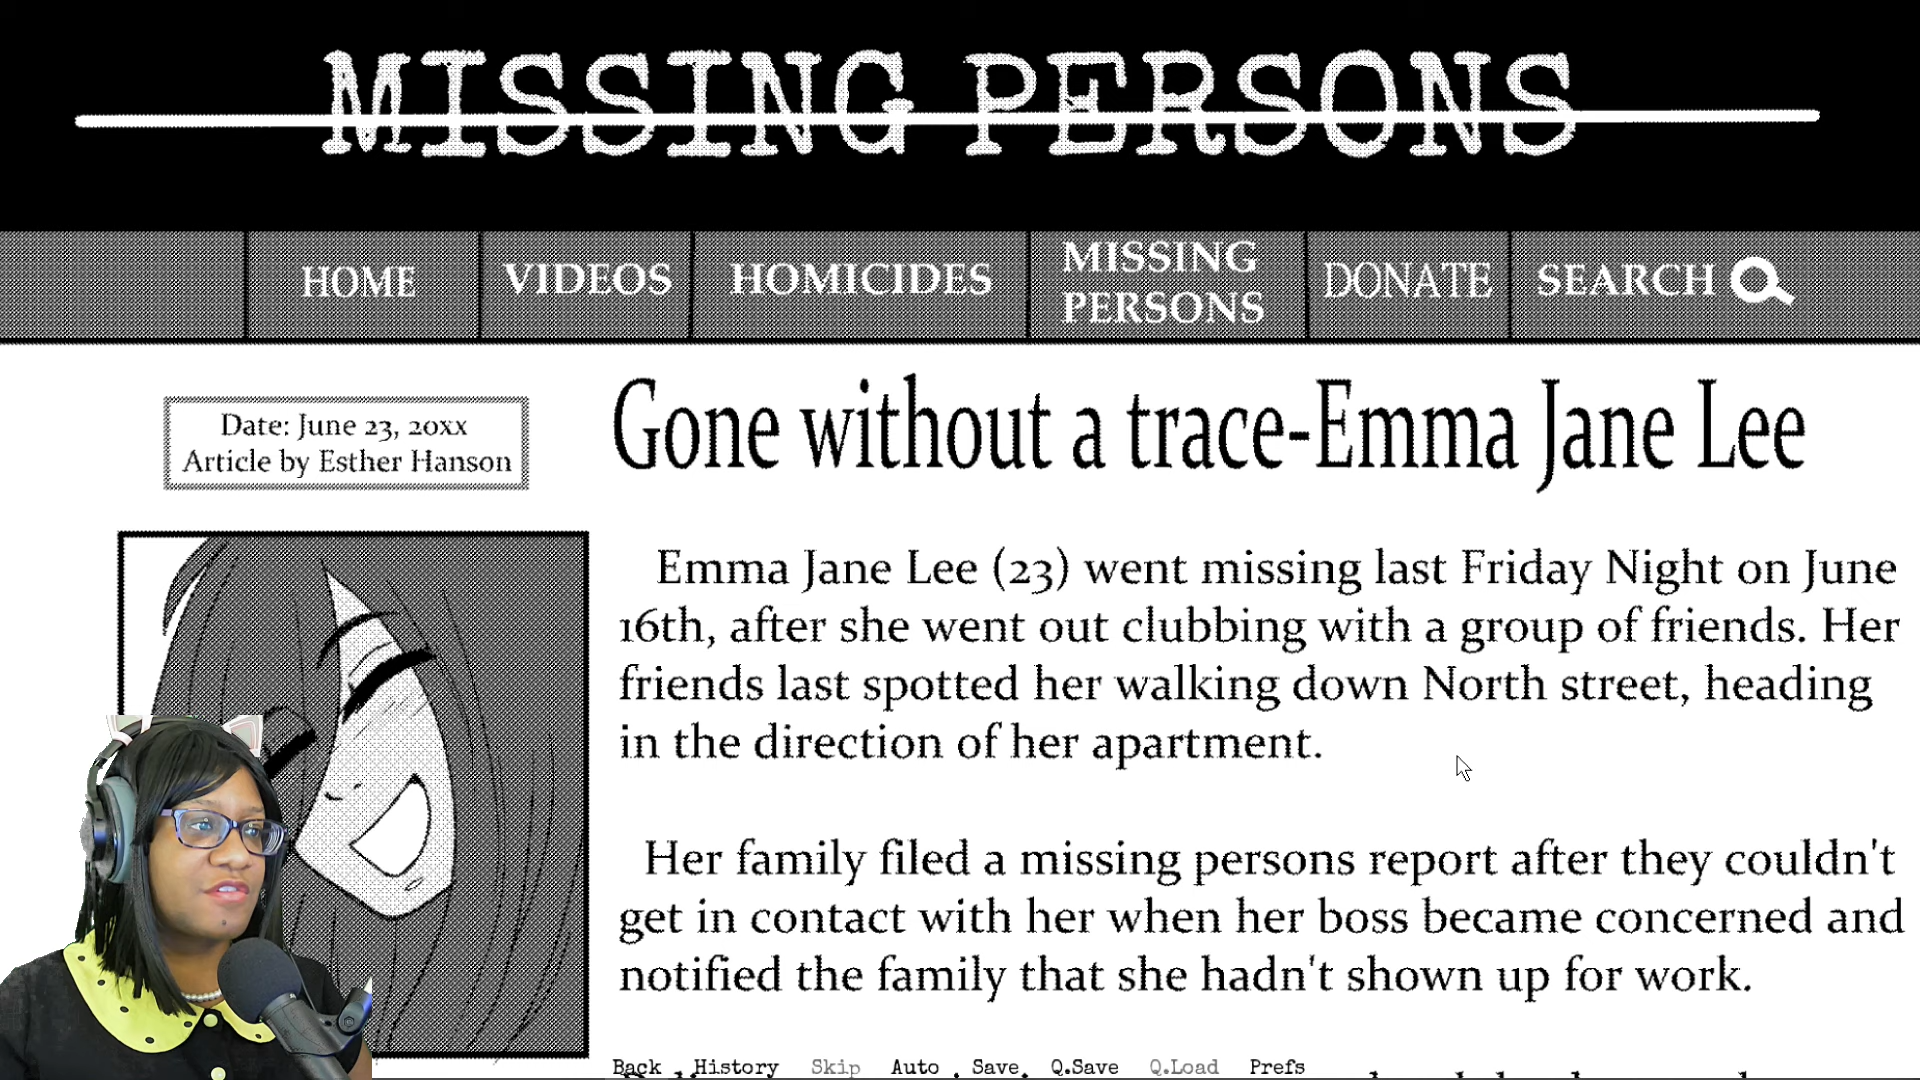 MISSING PERSONS
HOME
VIDEOS
HOMICIDES
MISSING
PERSONS
DONATE
SEARCH
Date: June 23, 20xx
Article by Esther Hanson
Gone without a trace-Emma Jane Lee
Emma Jane Lee (23) went missing last Friday Night on June
16th, after she went out clubbing with a group of friends. Her
friends last spotted her walking down North street, heading
in the direction of her apartment.
Her family filed a missing persons report after they couldn't
get in contact with her when her boss became concerned and
notified the family that she hadn't shown up for work.
Back History Skip Auto Save Q.Save Q.Load Prefs